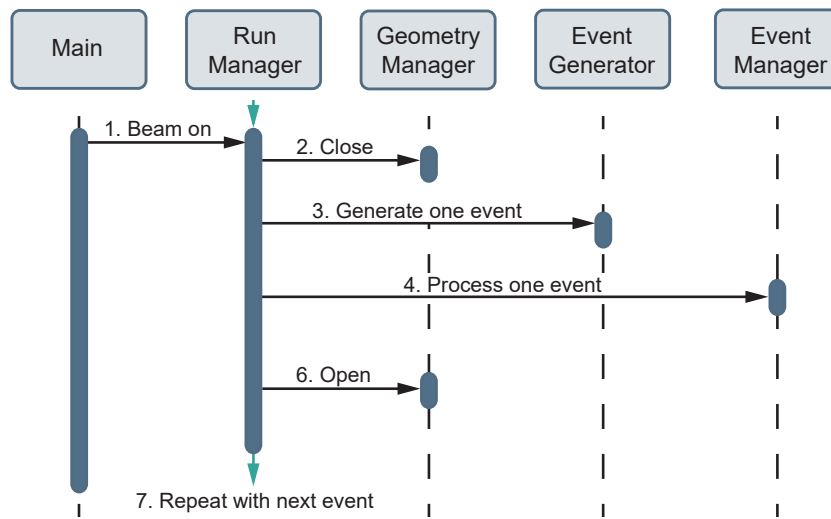 Main
Run
Manager
Geometry
Manager
Event
Generator
Event
Manager
1. Beam on
2. Close
3. Generate one event
4. Process one event
6. Open
7. Repeat with next event